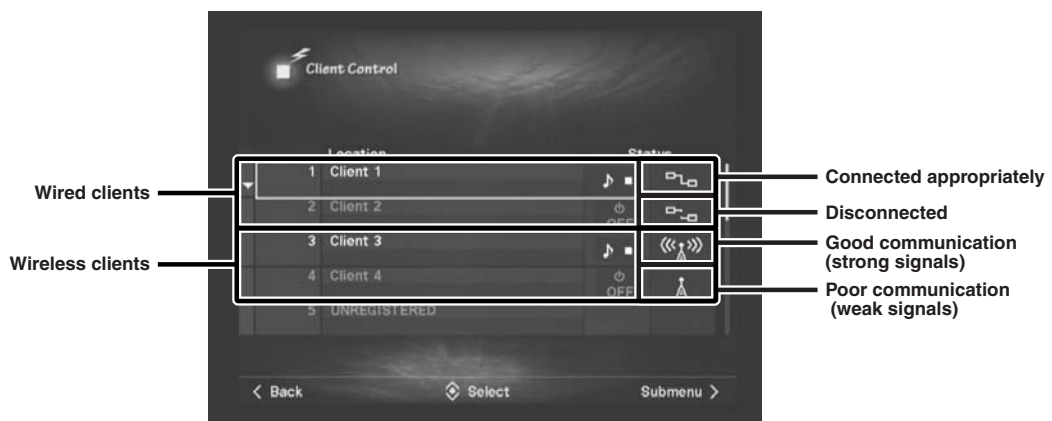 Client Control
Location Status
1 Client 1
2 Client 2 OFF
3 Client 3
4 Client 4 OFF
5 UNREGISTERED
Back Select Submenu
Wired clients
Wireless clients
Connected appropriately
Disconnected
Good communication
(strong signals)
Poor communication
(weak signals)